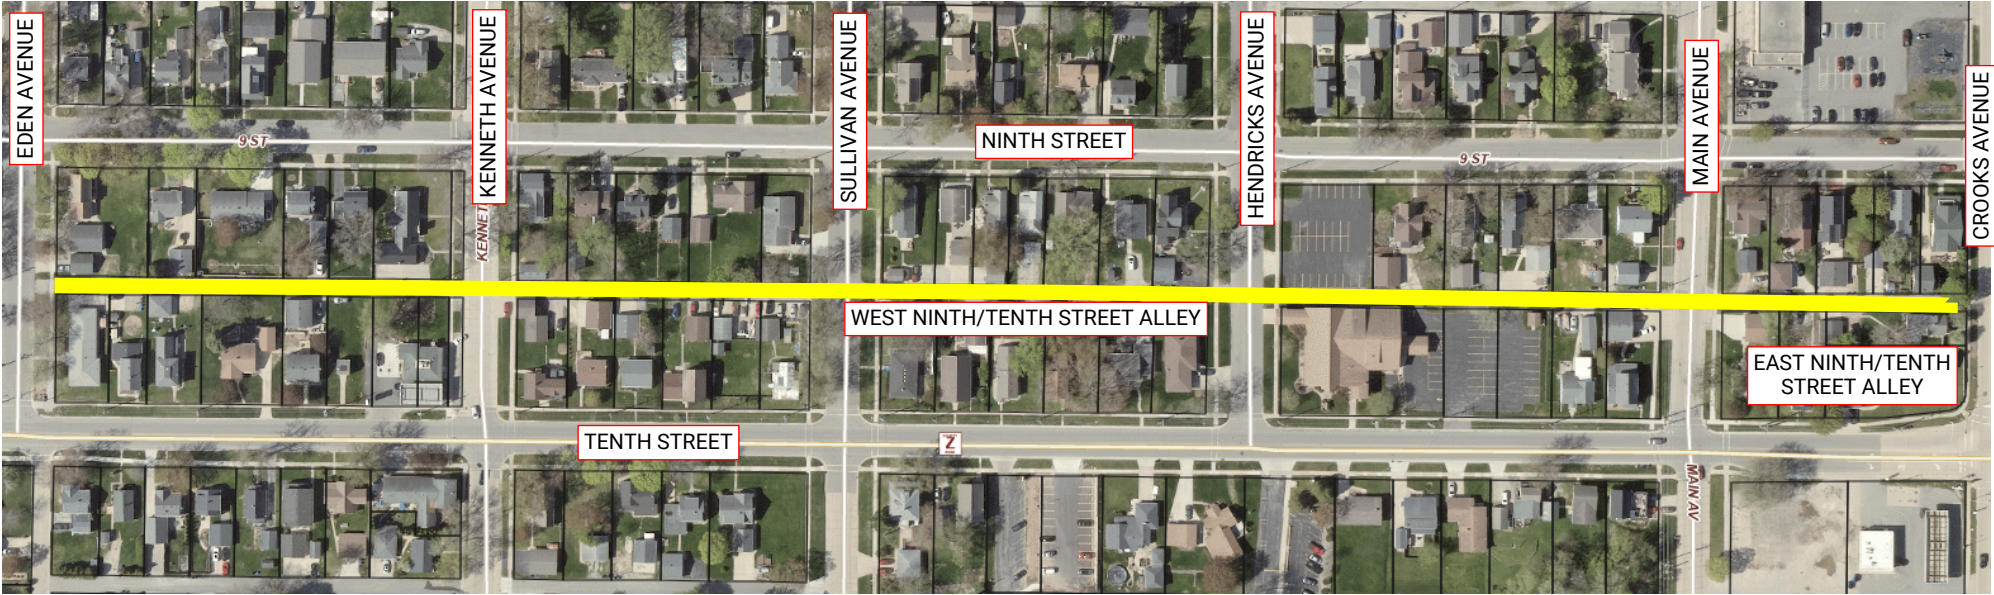 EDEN AVENUE
KENNETH AVENUE
SULLIVAN AVENUE
HENDRICKS AVENUE
MAIN AVENUE
CROOKS AVENUE
9 ST
NINTH STREET
9 ST
WEST NINTH/TENTH STREET ALLEY
EAST NINTH/TENTH
STREET ALLEY
TENTH STREET
Z
MAIN AV